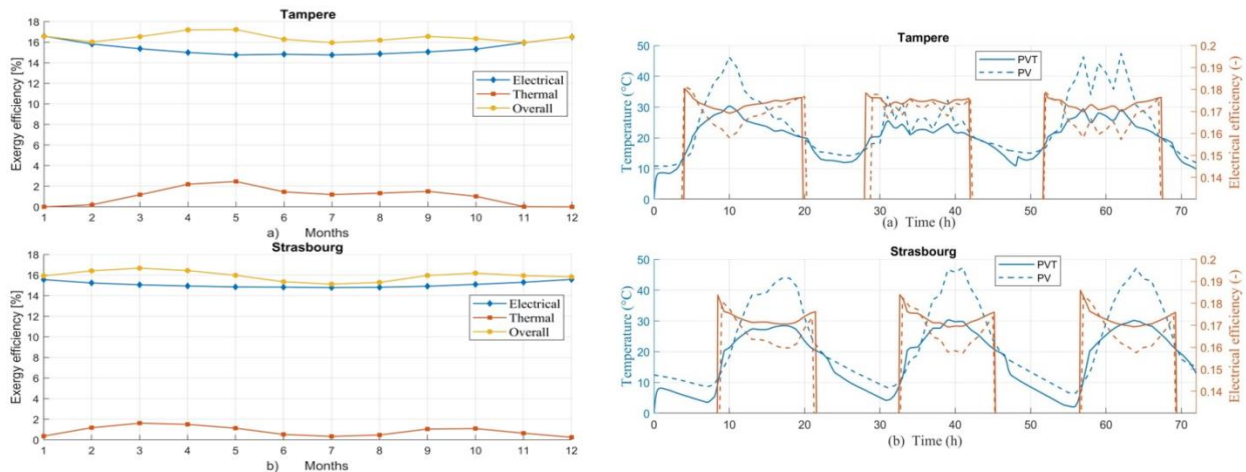 Tampere
Exergy efficiency [%]
18
16
14
12
10
8
6
4
2
0
Electrical
Thermal
Overall
1 2 3 4 5 6 7 8 9 10 11 12
a) Months
Strasbourg
Exergy efficiency [%]
18
16
14
12
10
8
6
4
2
0
Electrical
Thermal
Overall
1 2 3 4 5 6 7 8 9 10 11 12
b) Months
Tampere
Temperature (°C)
50
40
30
20
10
0
PVT
PV
0.2
0.19
0.18
0.17
0.16
0.15
0.14
Electrical efficiency (-)
0 10 20 30 40 50 60 70
(a) Time (h)
Strasbourg
Temperature (°C)
50
40
30
20
10
0
PVT
PV
0.2
0.19
0.18
0.17
0.16
0.15
0.14
Electrical efficiency (-)
0 10 20 30 40 50 60 70
(b) Time (h)